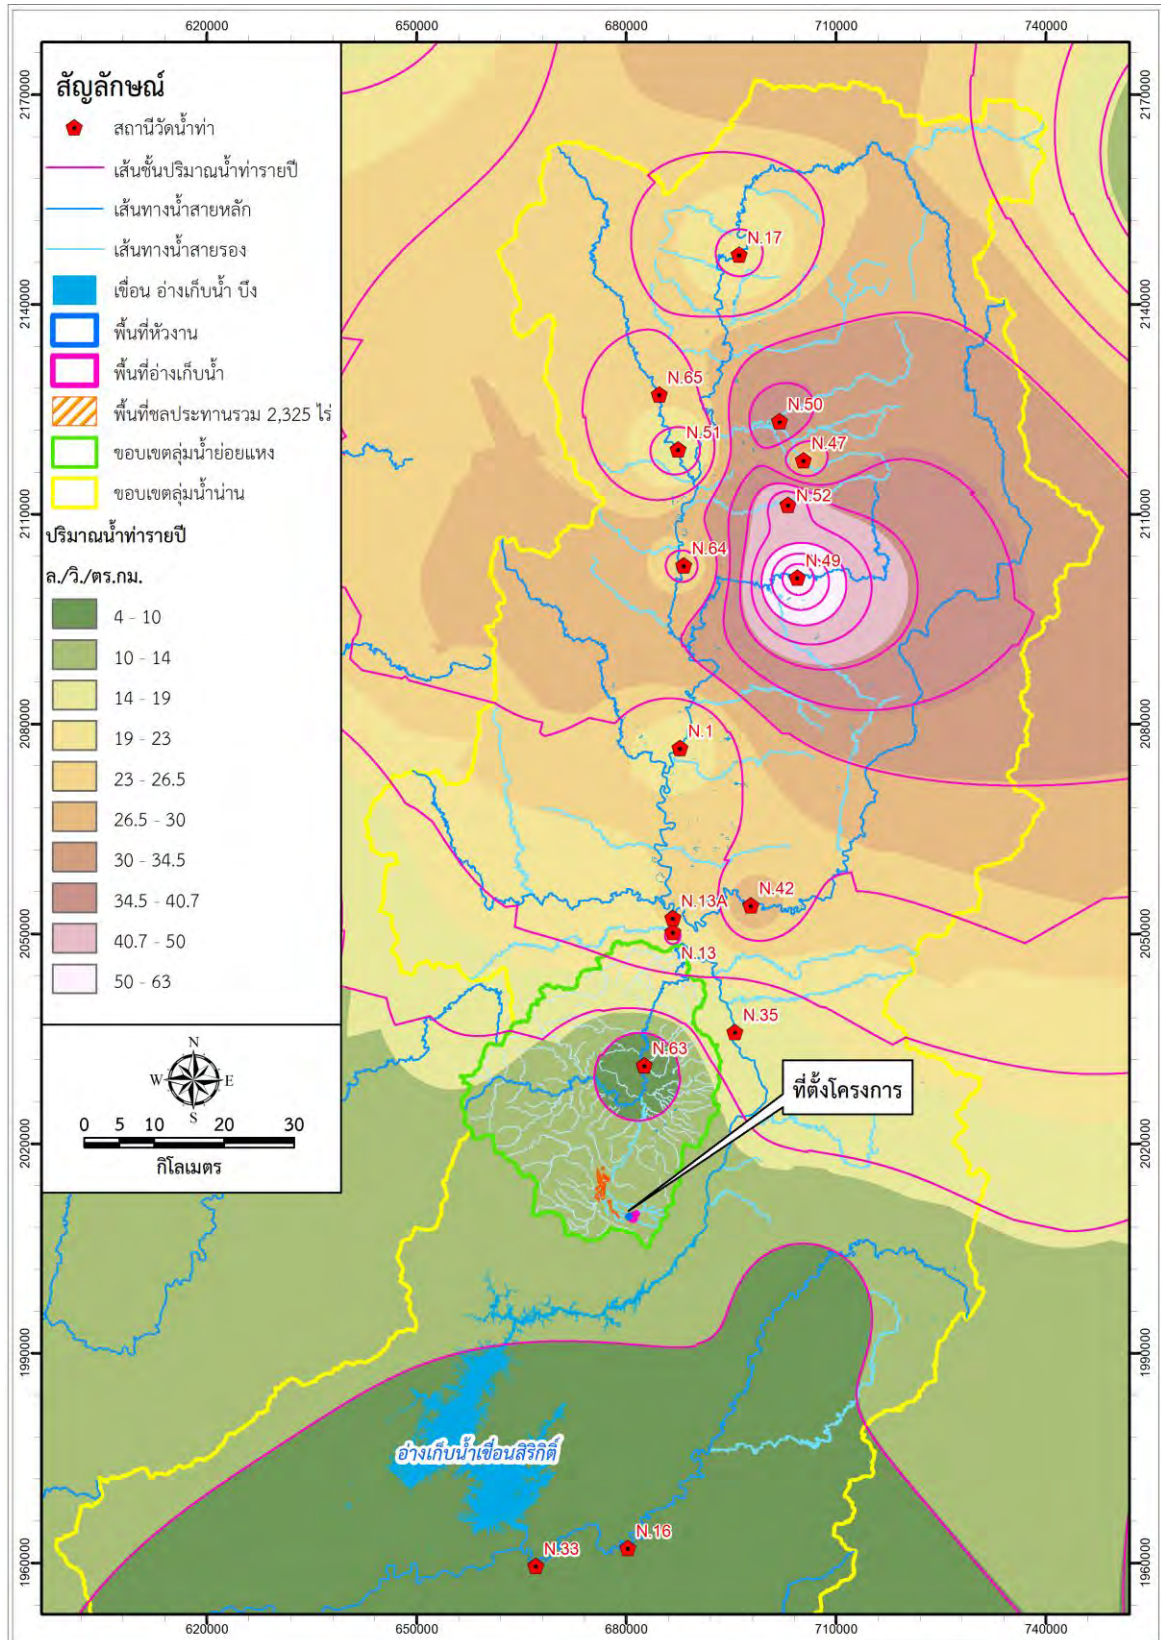 620000 650000 680000 710000 740000
สัญลักษณ์
สถานีวัดน้ำท่า
เส้นชั้นปริมาณน้ำท่ารายปี
เส้นทางน้ำสายหลัก
เส้นทางน้ำสายรอง
เขื่อน อ่างเก็บน้ำ บึง
พื้นที่หัวงาน
พื้นที่อ่างเก็บน้ำ
พื้นที่ชลประทานรวม 2,325 ไร่
ขอบเขตลุ่มน้ำย่อยแหง
ขอบเขตลุ่มน้ำน่าน
ปริมาณน้ำท่ารายปี
ล./วิ./ตร.กม.
4 - 10
10 - 14
14 - 19
19 - 23
23 - 26.5
26.5 - 30
30 - 34.5
34.5 - 40.7
40.7 - 50
50 - 63
N
W E
S
0 5 10 20 30
กิโลเมตร
N.17
N.65
N.50
N.51
N.47
N.52
N.64
N.49
N.1
N.42
N.13A
N.13
N.35
N.63
ที่ตั้งโครงการ
อ่างเก็บน้ำเขื่อนสิริกิติ์
N.16
N.33
2170000 2170000
2140000 2140000
2110000 2110000
2080000 2080000
2050000 2050000
2020000 2020000
1990000 1990000
1960000 1960000
620000 650000 680000 710000 740000